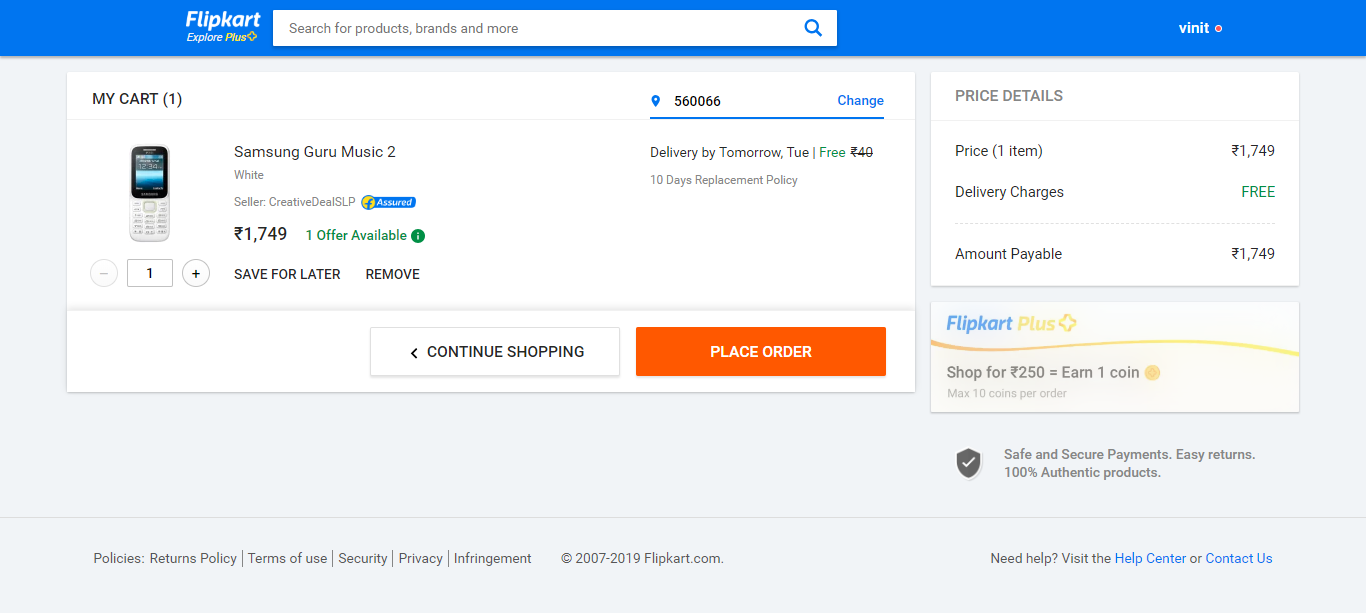 Flipkart
Explore Plus
Search for products, brands and more
vinit
MY CART (1)
560066
Change
Samsung Guru Music 2
White
Seller: CreativeDealSLP
f Assured
₹1,749
1 Offer Available
Delivery by Tomorrow, Tue | Free ₹40
10 Days Replacement Policy
1
SAVE FOR LATER
REMOVE
CONTINUE SHOPPING
PLACE ORDER
PRICE DETAILS
Price (1 item) ₹1,749
Delivery Charges FREE
Amount Payable ₹1,749
Flipkart Plus
Shop for ₹250 = Earn 1 coin
Max 10 coins per order
Safe and Secure Payments. Easy returns.
100% Authentic products.
Policies: Returns Policy | Terms of use | Security | Privacy | Infringement
© 2007-2019 Flipkart.com.
Need help? Visit the Help Center or Contact Us